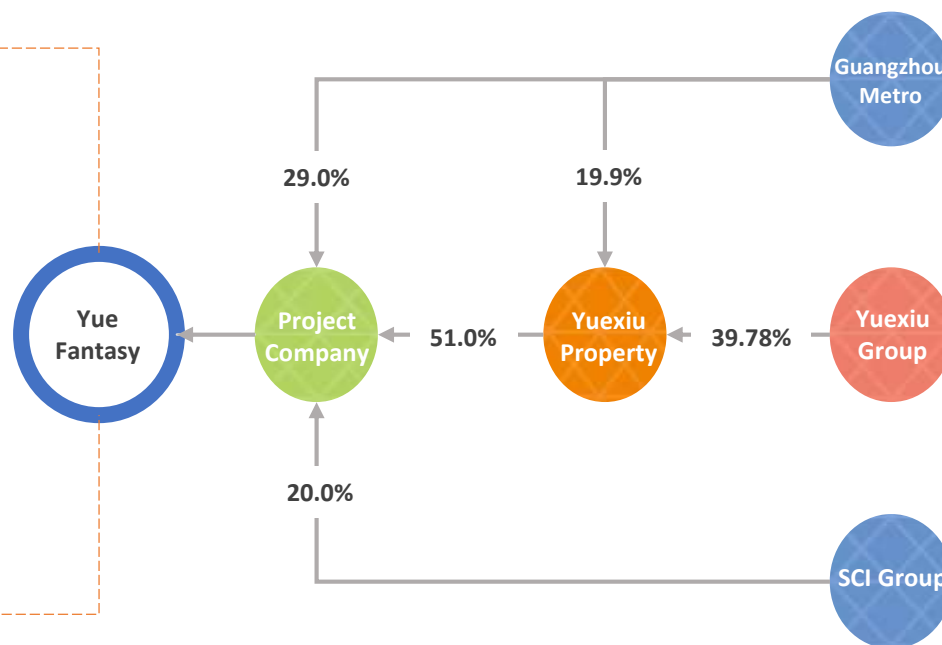 Guangzhou
Metro
29.0%
19.9%
Yue
Fantasy
Project
Company
51.0%
Yuexiu
Property
39.78%
Yuexiu
Group
20.0%
SCI Group